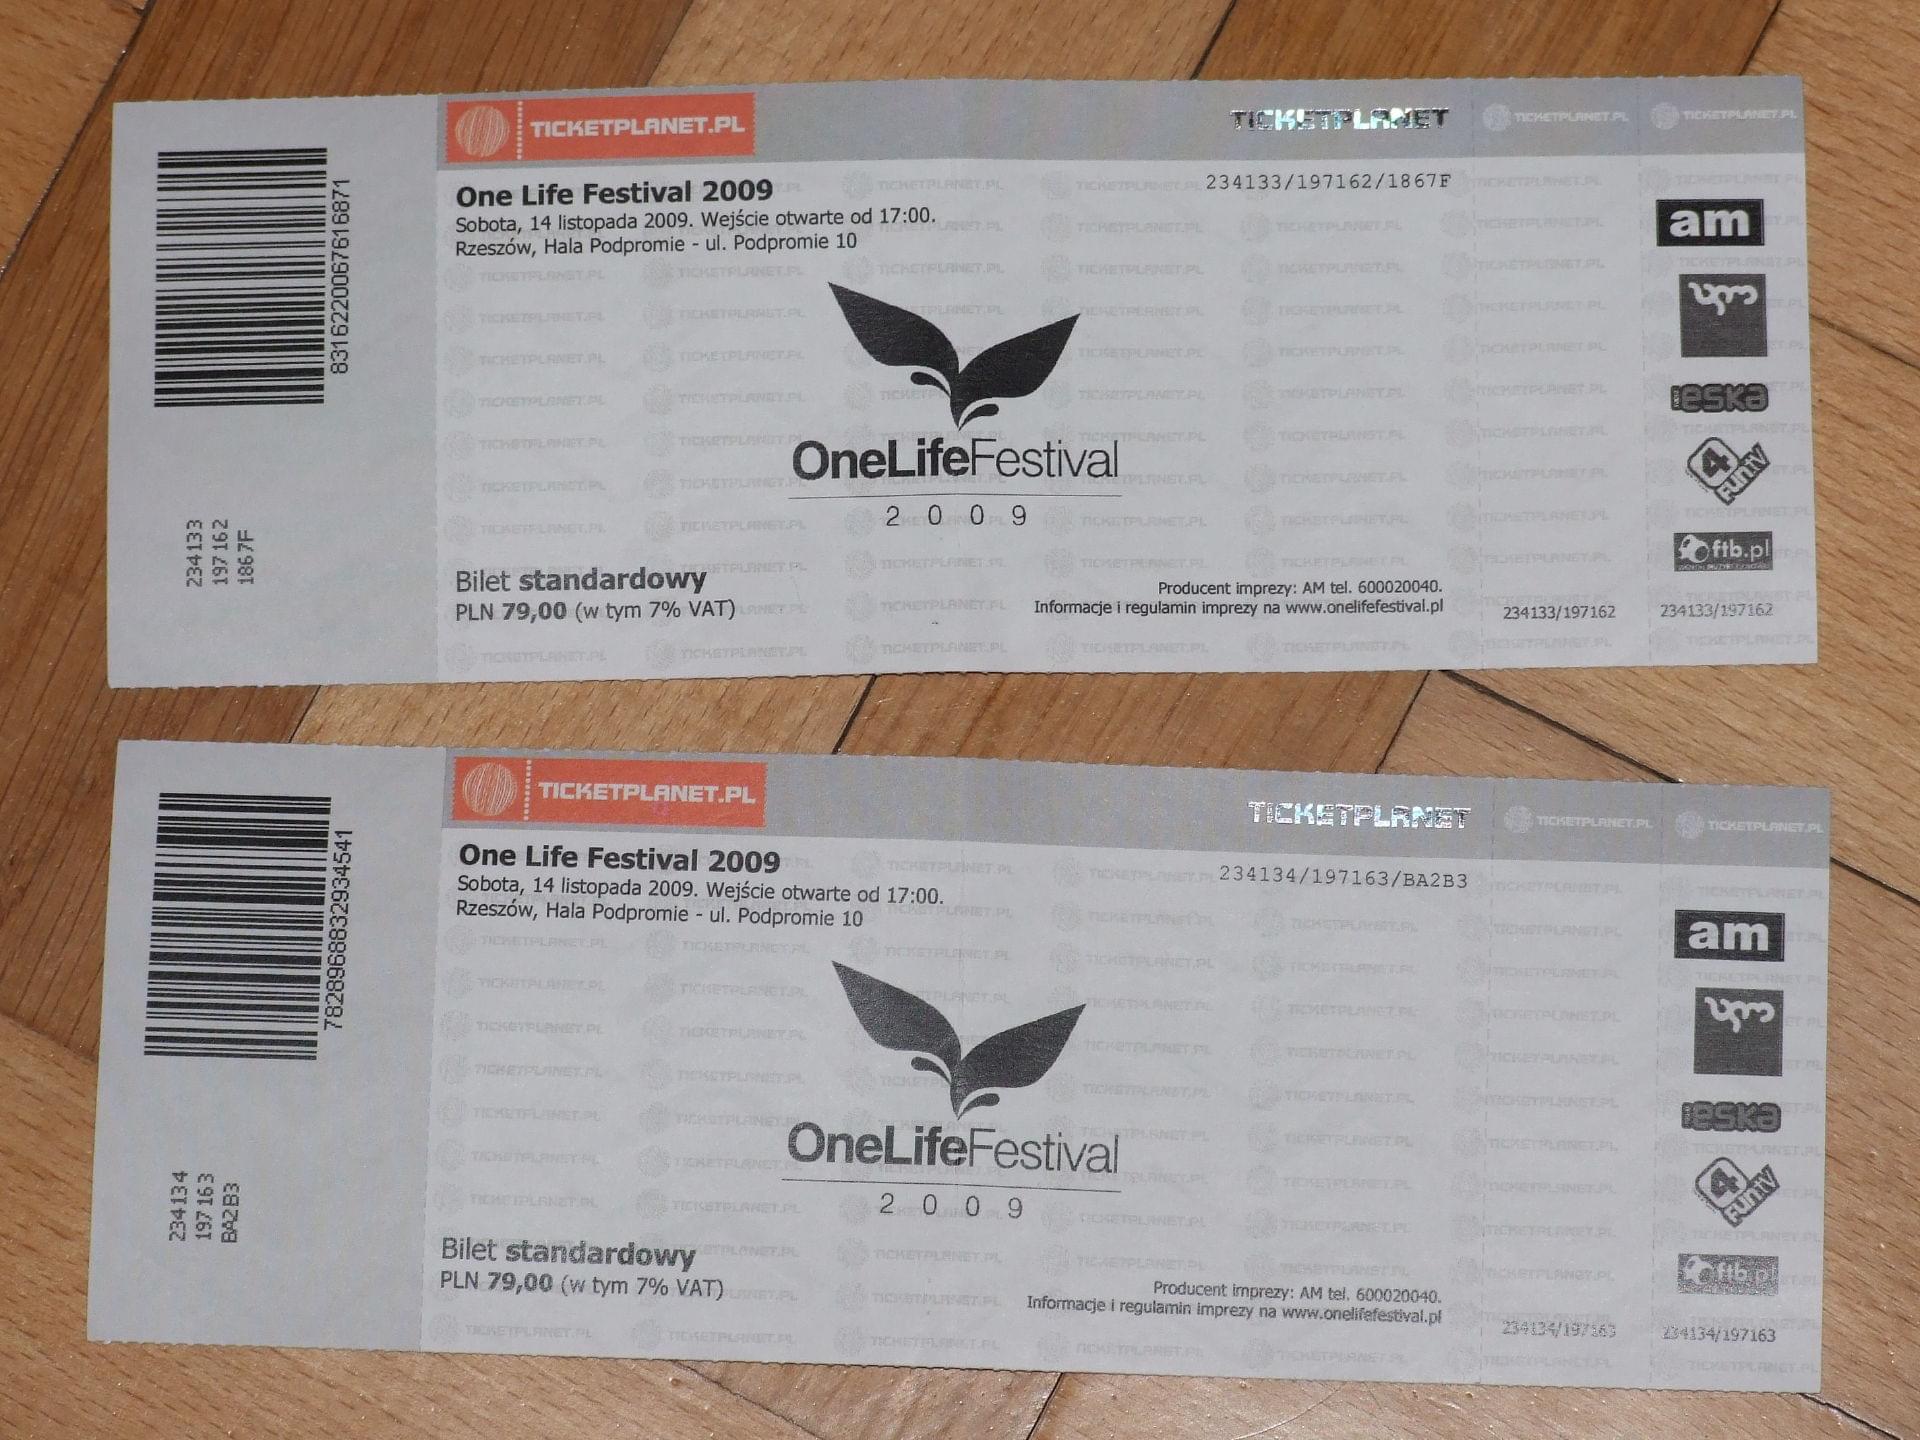 TICKETPLANET.PL
TICKETPLANET
TICKETPLANET.PL
TICKETPLANET.PL
One Life Festival 2009
Sobota, 14 listopada 2009. Wejście otwarte od 17:00.
Rzeszów, Hala Podpromie - ul. Podpromie 10
234133/197162/1867F
8316220067616871
234133
197162
1867F
OneLifeFestival
2009
Bilet standardowy
PLN 79,00 (w tym 7% VAT)
Producent imprezy: AM tel. 600020040.
Informacje i regulamin imprezy na www.onelifefestival.pl
234133/197162
234133/197162
am
eska
4
FUN.TV
ftb.pl
TICKETPLANET.PL
TICKETPLANET
TICKETPLANET.PL
TICKETPLANET.PL
One Life Festival 2009
Sobota, 14 listopada 2009. Wejście otwarte od 17:00.
Rzeszów, Hala Podpromie - ul. Podpromie 10
234134/197163/BA2B3
7828968832934541
234134
197163
BA2B3
OneLifeFestival
2009
Bilet standardowy
PLN 79,00 (w tym 7% VAT)
Producent imprezy: AM tel. 600020040.
Informacje i regulamin imprezy na www.onelifefestival.pl
234134/197163
234134/197163
am
eska
4
FUN.TV
ftb.pl